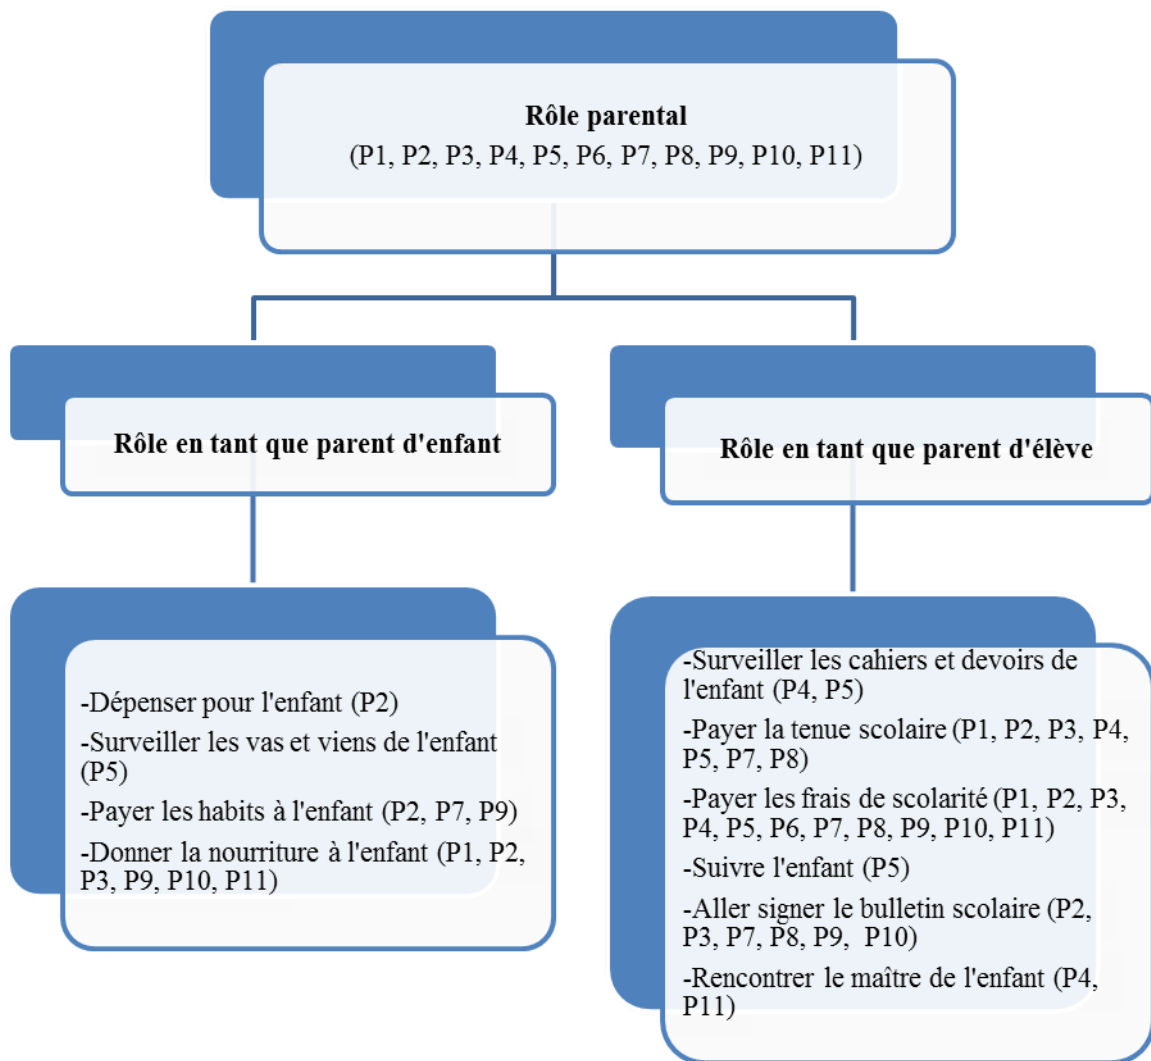 Rôle parental
(P1, P2, P3, P4, P5, P6, P7, P8, P9, P10, P11)
Rôle en tant que parent d'enfant
Rôle en tant que parent d'élève
-Dépenser pour l'enfant (P2)
-Surveiller les vas et viens de l'enfant
(P5)
-Payer les habits à l'enfant (P2, P7, P9)
-Donner la nourriture à l'enfant (P1, P2,
P3, P9, P10, P11)
-Surveiller les cahiers et devoirs de
l'enfant (P4, P5)
-Payer la tenue scolaire (P1, P2, P3, P4,
P5, P7, P8)
-Payer les frais de scolarité (P1, P2, P3,
P4, P5, P6, P7, P8, P9, P10, P11)
-Suivre l'enfant (P5)
-Aller signer le bulletin scolaire (P2,
P3, P7, P8, P9, P10)
-Rencontrer le maître de l'enfant (P4,
P11)